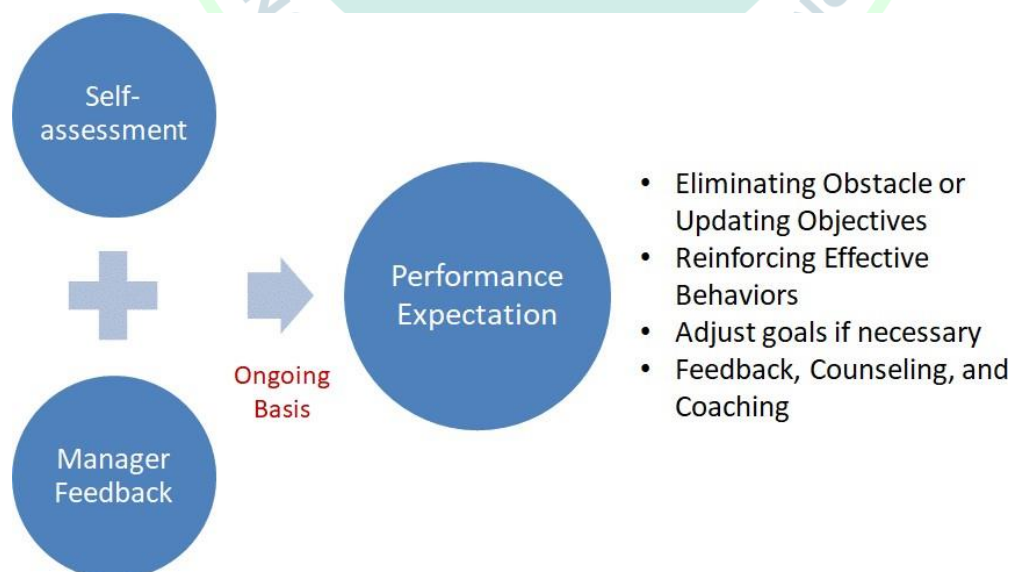 Self-
assessment
Manager
Feedback
Ongoing
Basis
Performance
Expectation
• Eliminating Obstacle or
Updating Objectives
• Reinforcing Effective
Behaviors
• Adjust goals if necessary
• Feedback, Counseling, and
Coaching